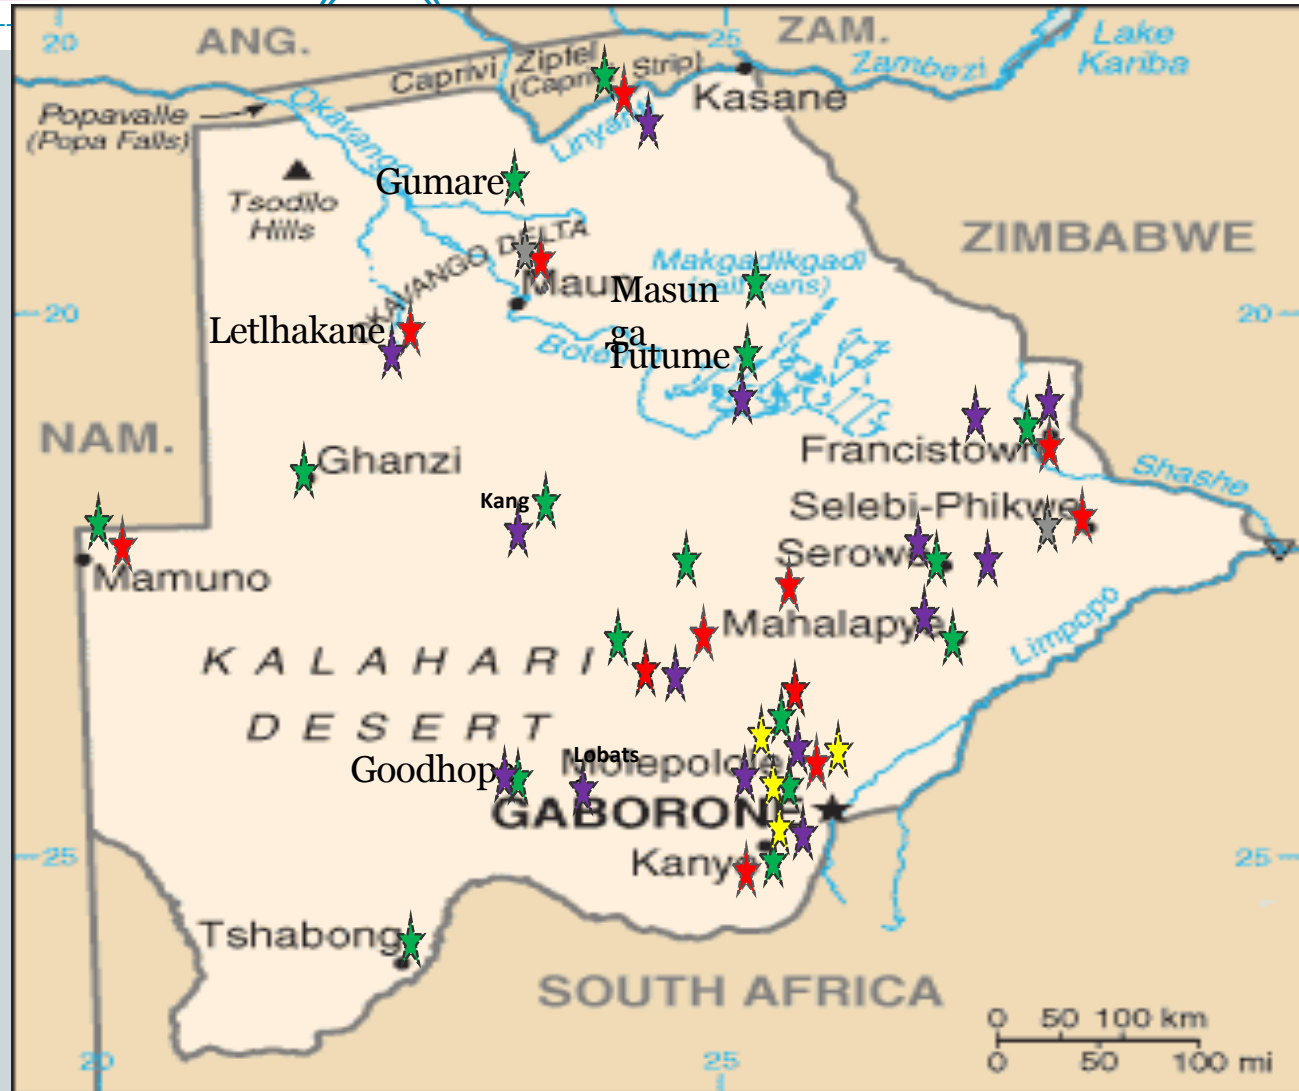 20
ANG.
25
ZAM.
Lake
Kariba
Caprivi Zipfel
(Caprivi Strip)
Zambezi
Popavalle
(Popa Falls)
Okavango
Kasane
Linyan
Gumare
Tsodilo
Hills
ZIMBABWE
OKAVANGO DELTA
Makgadikgadi
Maun
Masun
ga
20
20
Letlhakane
Tutume
NAM.
Francistown
Ghanzi
Shashe
Kang
Selebi-Phikwe
Serowe
Mamuno
Mahalapye
Limpopo
KALAHARI
DESERT
Lobats
Molepolole
Goodhop
GABORONE
25
Kanye
25
Tshabong
SOUTH AFRICA
0 50 100 km
0 50 100 mi
20
25